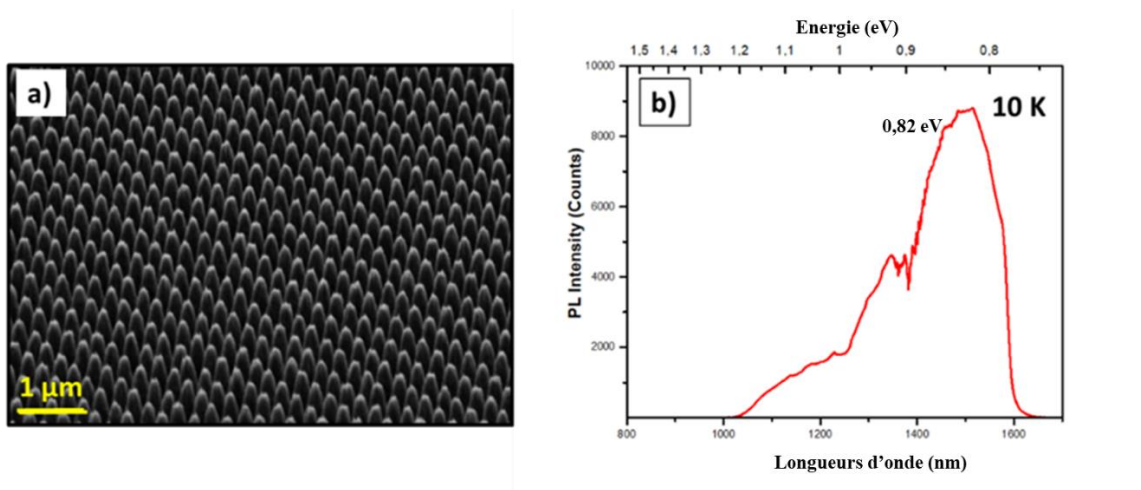 a)
1 µm
Energie (eV)
1,5 1,4 1,3 1,2 1,1 1 0,9 0,8
b)
10 K
0,82 eV
PL Intensity (Counts)
10000
8000
6000
4000
2000
800 1000 1200 1400 1600
Longueurs d’onde (nm)